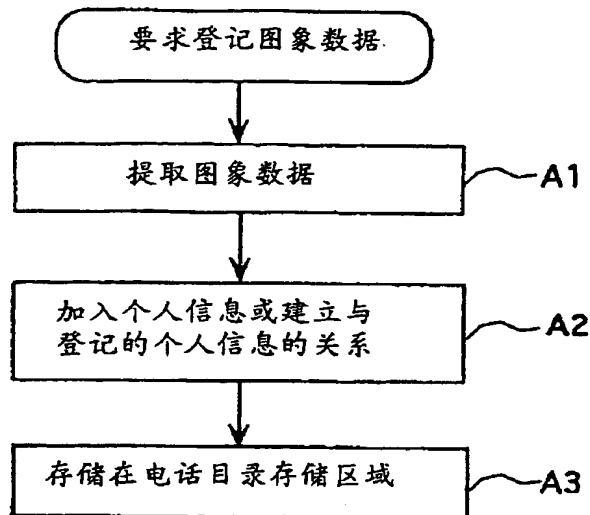 要求登记图象数据
提取图象数据
A1
加入个人信息或建立与
登记的个人信息的关系
A2
存储在电话目录存储区域
A3